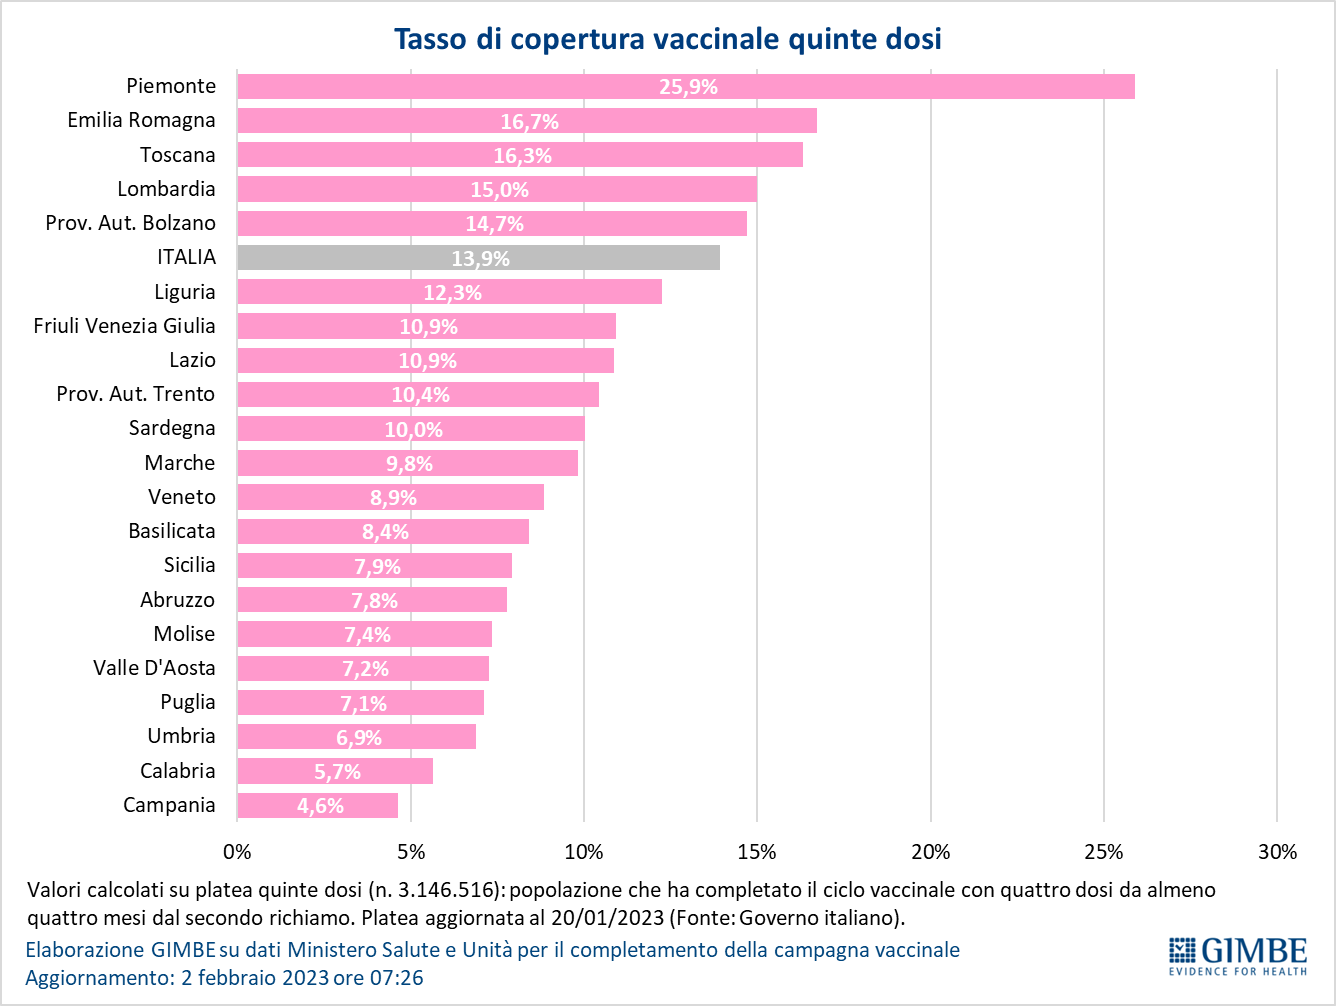 Tasso di copertura vaccinale quinte dosi
Piemonte 25,9%
Emilia Romagna 16,7%
Toscana 16,3%
Lombardia 15,0%
Prov. Aut. Bolzano 14,7%
ITALIA 13,9%
Liguria 12,3%
Friuli Venezia Giulia 10,9%
Lazio 10,9%
Prov. Aut. Trento 10,4%
Sardegna 10,0%
Marche 9,8%
Veneto 8,9%
Basilicata 8,4%
Sicilia 7,9%
Abruzzo 7,8%
Molise 7,4%
Valle D'Aosta 7,2%
Puglia 7,1%
Umbria 6,9%
Calabria 5,7%
Campania 4,6%
0% 5% 10% 15% 20% 25% 30%
Valori calcolati su platea quinte dosi (n. 3.146.516): popolazione che ha completato il ciclo vaccinale con quattro dosi da almeno
quattro mesi dal secondo richiamo. Platea aggiornata al 20/01/2023 (Fonte: Governo italiano).
Elaborazione GIMBE su dati Ministero Salute e Unità per il completamento della campagna vaccinale
Aggiornamento: 2 febbraio 2023 ore 07:26
GIMBE
EVIDENCE FOR HEALTH